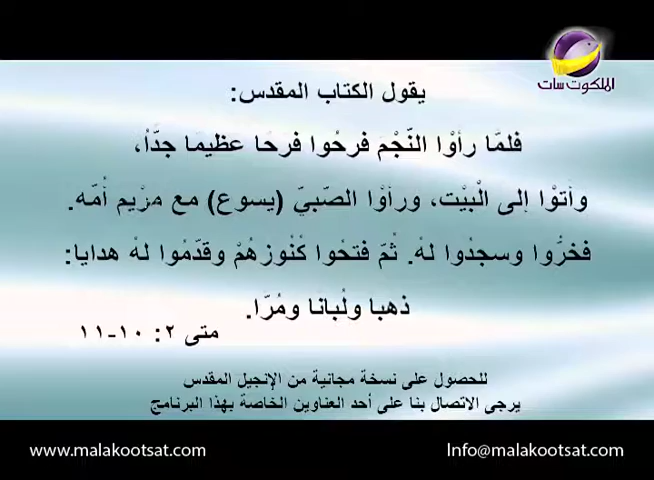 الملكوت سات
يقول الكتاب المقدس:
فلمّا رأوْا النّجْمَ فرحُوا فرحَا عظيمَا جدّاُ،
وأتوْا إلى الْبيْت، ورأوْا الصّبيّ (يسوع) مع مرْيم أمّه.
فخرُّوا وسجدُوا لهْ. ثُمّ فتحُوا كُنُوزهُمْ وقدّمُوا لهْ هدايا:
ذهبا ولُبانَا ومُرّا.
متى ٢: ١٠-١١
للحصول على نسخة مجانية من الإنجيل المقدس
يرجى الاتصال بنا على أحد العناوين الخاصة بهذا البرنامج
www.malakootsat.com
Info@malakootsat.com